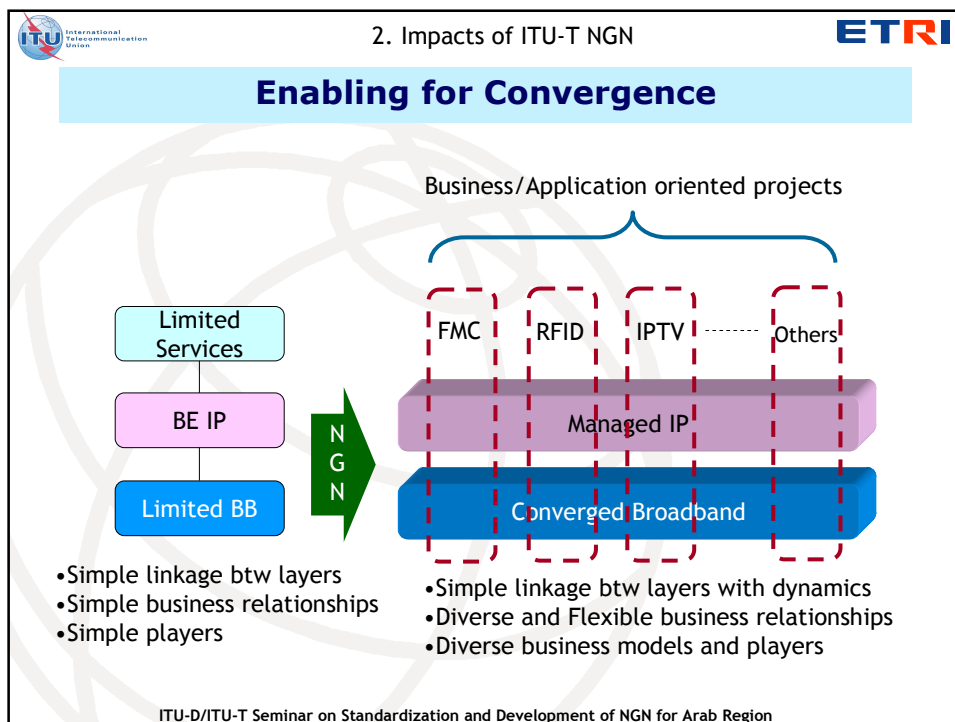 ITU
International
Telecommunication
Union
2. Impacts of ITU-T NGN
ETRI
Enabling for Convergence
Business/Application oriented projects
Limited
Services
BE IP
Limited BB
N
G
N
FMC
RFID
IPTV
Others
Managed IP
Converged Broadband
•Simple linkage btw layers
•Simple business relationships
•Simple players
•Simple linkage btw layers with dynamics
•Diverse and Flexible business relationships
•Diverse business models and players
ITU-D/ITU-T Seminar on Standardization and Development of NGN for Arab Region